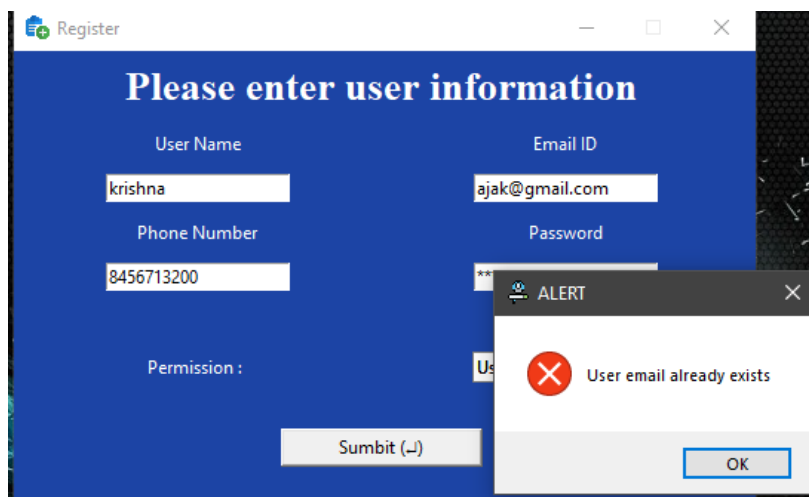 Register
Please enter user information
User Name
Email ID
krishna
ajak@gmail.com
Phone Number
Password
8456713200
**
ALERT
User email already exists
Permission :
Us
Sumbit (↵)
OK